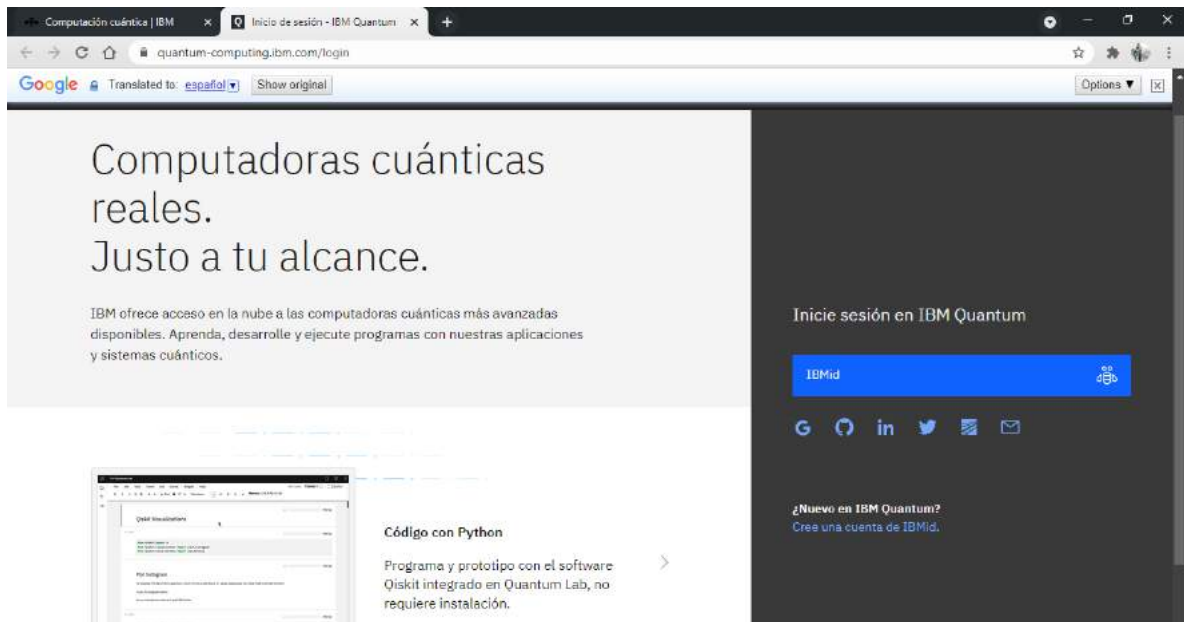 Computación cuántica | IBM
Inicio de sesión - IBM Quantum
quantum-computing.ibm.com/login
Google Translated to: español Show original Options
Computadoras cuánticas
reales.
Justo a tu alcance.
IBM ofrece acceso en la nube a las computadoras cuánticas más avanzadas
disponibles. Aprenda, desarrolle y ejecute programas con nuestras aplicaciones
y sistemas cuánticos.
Inicie sesión en IBM Quantum
IBMid
¿Nuevo en IBM Quantum?
Cree una cuenta de IBMid.
Qiskit Visualizations
Plot histogram
Código con Python
Programa y prototipo con el software
Qiskit integrado en Quantum Lab, no
requiere instalación.